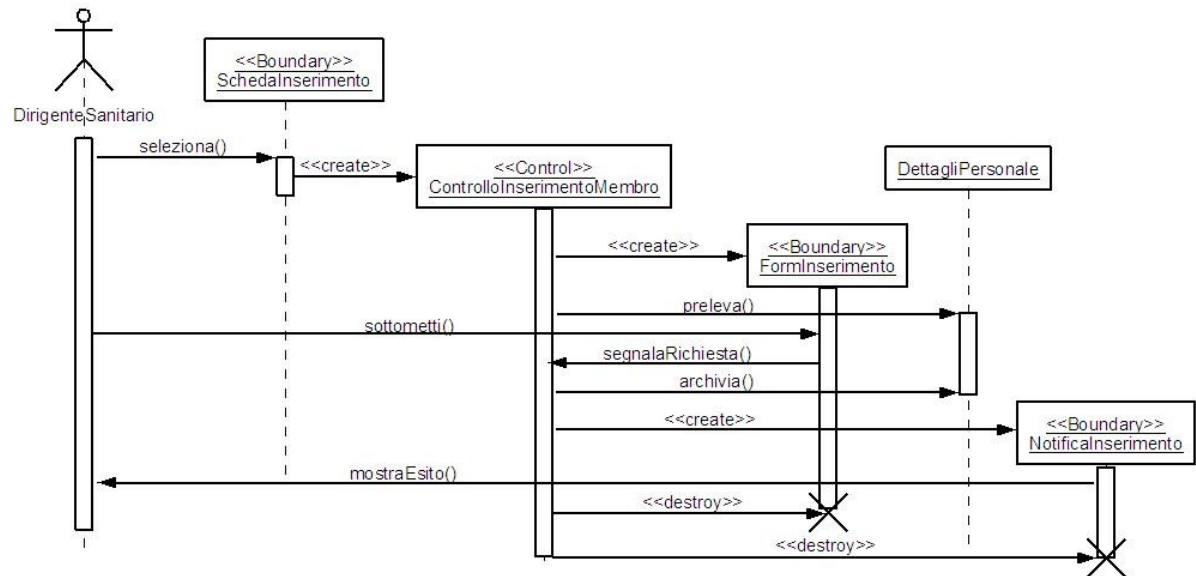 <<Boundary>>
SchedaInserimento
DirigenteSanitario
seleziona()
<<create>>
<<Control>>
ControlloInserimentoMembro
DettagliPersonale
<<create>>
<<Boundary>>
FormInserimento
preleva()
sottometti()
segnalaRichiesta()
archivia()
<<create>>
<<Boundary>>
NotificaInserimento
mostraEsito()
<<destroy>>
<<destroy>>